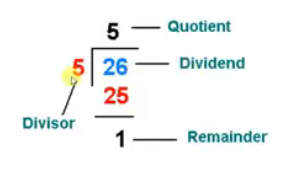 5 Quotient
5 26 Dividend
25
Divisor
1 Remainder